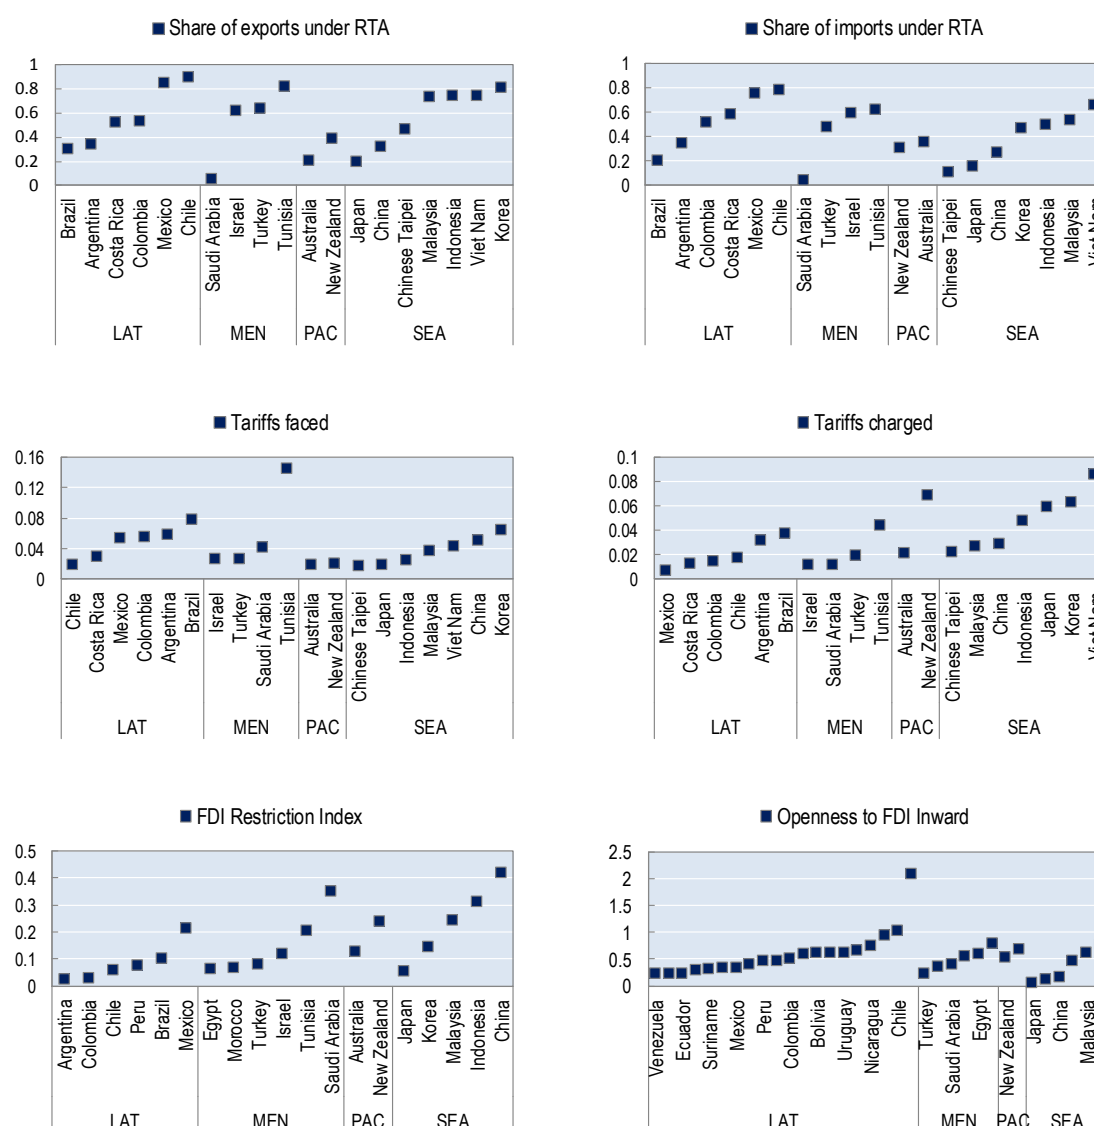 Share of exports under RTA
1
0.8
0.6
0.4
0.2
0
Brazil
Argentina
Costa Rica
Colombia
Mexico
Chile
Saudi Arabia
Israel
Turkey
Tunisia
Australia
New Zealand
Japan
China
Chinese Taipei
Malaysia
Indonesia
Viet Nam
Korea
LAT MEN PAC SEA
Share of imports under RTA
1
0.8
0.6
0.4
0.2
0
Brazil
Argentina
Colombia
Costa Rica
Mexico
Chile
Saudi Arabia
Turkey
Israel
Tunisia
New Zealand
Australia
Chinese Taipei
Japan
China
Korea
Indonesia
Malaysia
Viet Nam
LAT MEN PAC SEA
Tariffs faced
0.16
0.12
0.08
0.04
0
Chile
Costa Rica
Mexico
Colombia
Argentina
Brazil
Israel
Turkey
Saudi Arabia
Tunisia
Australia
New Zealand
Chinese Taipei
Japan
Indonesia
Malaysia
Viet Nam
China
Korea
LAT MEN PAC SEA
Tariffs charged
0.1
0.08
0.06
0.04
0.02
0
Mexico
Costa Rica
Colombia
Chile
Argentina
Brazil
Israel
Saudi Arabia
Turkey
Tunisia
Australia
New Zealand
Chinese Taipei
Malaysia
China
Indonesia
Japan
Korea
Viet Nam
LAT MEN PAC SEA
FDI Restriction Index
0.5
0.4
0.3
0.2
0.1
0
Argentina
Colombia
Chile
Peru
Brazil
Mexico
Egypt
Morocco
Turkey
Israel
Tunisia
Saudi Arabia
Australia
New Zealand
Japan
Korea
Malaysia
Indonesia
China
LAT MEN PAC SEA
Openness to FDI Inward
2.5
2
1.5
1
0.5
0
Venezuela
Ecuador
Suriname
Mexico
Peru
Colombia
Bolivia
Uruguay
Nicaragua
Chile
Turkey
Saudi Arabia
Egypt
New Zealand
Japan
China
Malaysia
LAT MEN PAC SEA